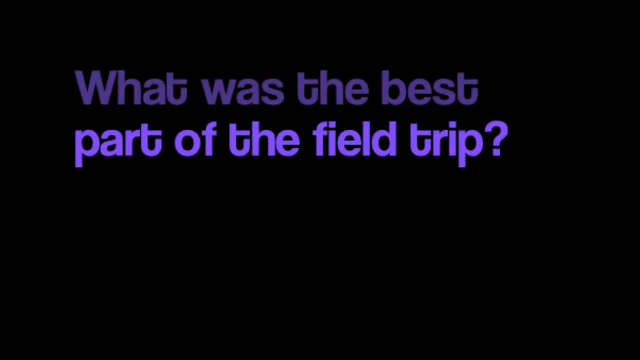 What was the best
part of the field trip?